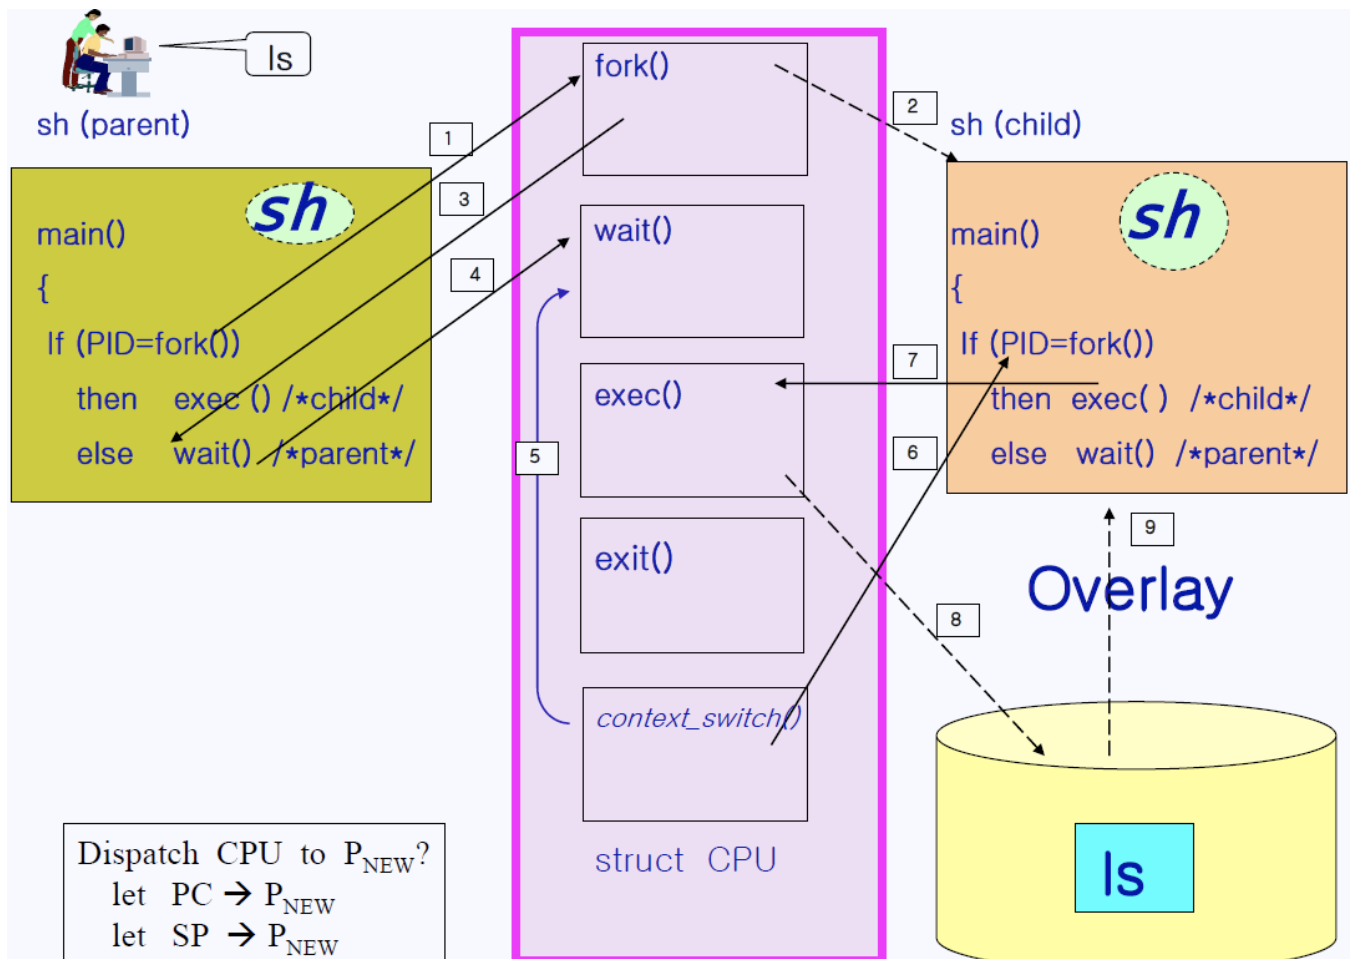 ls
sh (parent)
sh
main()
{
If (PID=fork())
then exec () /*child*/
else wait() /*parent*/
1
3
4
fork()
wait()
exec()
5
exit()
context_switch()
struct CPU
2
sh (child)
sh
main()
{
If (PID=fork())
then exec( ) /*child*/
else wait() /*parent*/
7
6
9
Overlay
8
ls
Dispatch CPU to PNEW?
let PC → PNEW
let SP → PNEW